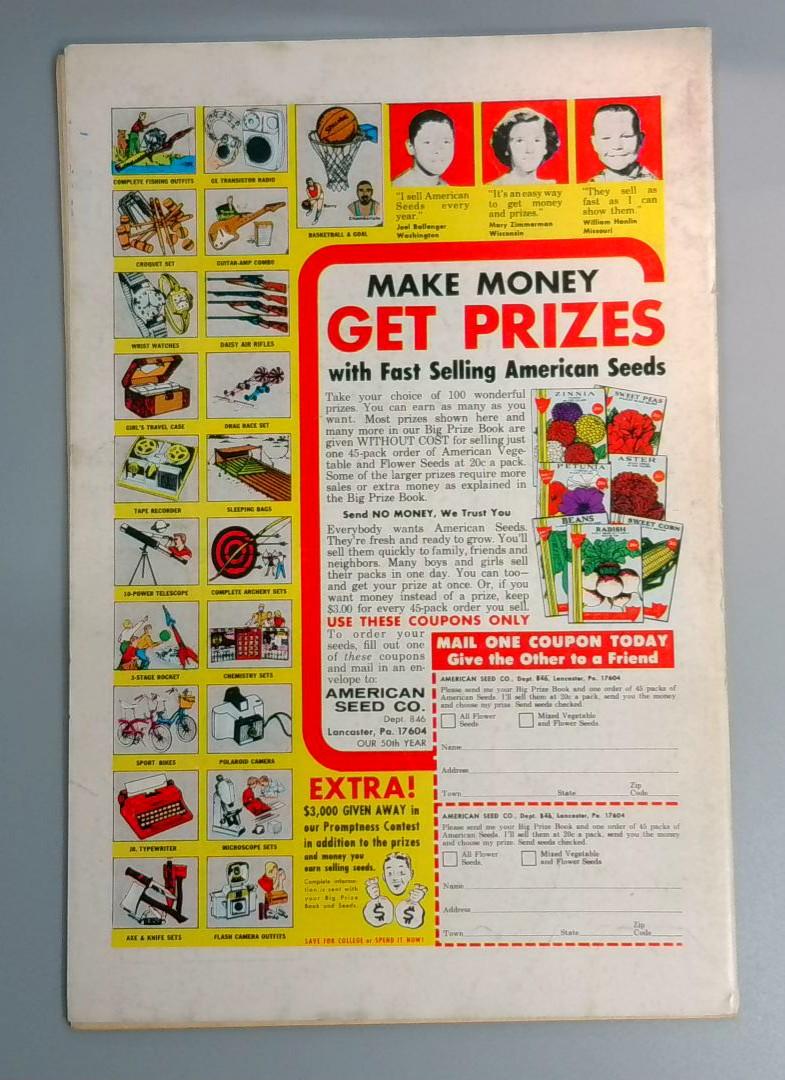 COMPLETE FISHING OUTFITS
GE TRANSISTOR RADIO
CROQUET SET
GUITAR-AMP COMBO
WRIST WATCHES
DAISY AIR RIFLES
GIRL'S TRAVEL CASE
DRAG RACE SET
TAPE RECORDER
SLEEPING BAGS
30-POWER TELESCOPE
COMPLETE ARCHERY SETS
3-STAGE ROCKET
CHEMISTRY SETS
SPORT BIKES
POLAROID CAMERA
JR. TYPEWRITER
MICROSCOPE SETS
AXE & KNIFE SETS
FLASH CAMERA OUTFITS
Barry
Chamberlain
BASKETBALL & GOAL
"I sell American
Seeds every
year."
Joel Ballenger
Washington
"It's an easy way
to get money
and prizes."
Mary Zimmerman
Wisconsin
"They sell as
fast as I can
show them."
William Hanlin
Missouri
MAKE MONEY
GET PRIZES
with Fast Selling American Seeds
Take your choice of 100 wonderful
prizes. You can earn as many as you
want. Most prizes shown here and
many more in our Big Prize Book are
given WITHOUT COST for selling just
one 45-pack order of American Vege-
table and Flower Seeds at 20c a pack.
Some of the larger prizes require more
sales or extra money as explained in
the Big Prize Book.
Send NO MONEY, We Trust You
Everybody wants American Seeds.
They're fresh and ready to grow. You'll
sell them quickly to family, friends and
neighbors. Many boys and girls sell
their packs in one day. You can too—
and get your prize at once. Or, if you
want money instead of a prize, keep
$3.00 for every 45-pack order you sell.
USE THESE COUPONS ONLY
To order your
seeds, fill out one
of these coupons
and mail in an en-
velope to:
AMERICAN
SEED CO.
Dept. 846
Lancaster, Pa. 17604
OUR 50th YEAR
ZINNIA
SWEET PEAS
PETUNIA
ASTER
BEANS
RADISH
SWEET CORN
MAIL ONE COUPON TODAY
Give the Other to a Friend
AMERICAN SEED CO., Dept. 846, Lancaster, Pa. 17604
Please send me your Big Prize Book and one order of 45 packs of
American Seeds. I'll sell them at 20c a pack, send you the money
and choose my prize. Send seeds checked.
All Flower
Seeds
Mixed Vegetable
and Flower Seeds.
Name
Address
Town State Zip Code
AMERICAN SEED CO., Dept. 846, Lancaster, Pa. 17604
Please send me your Big Prize Book and one order of 45 packs of
American Seeds. I'll sell them at 20c a pack, send you the money
and choose my prize. Send seeds checked.
All Flower
Seeds.
Mixed Vegetable
and Flower Seeds
Name
Address
Town State Zip Code
EXTRA!
$3,000 GIVEN AWAY in
our Promptness Contest
in addition to the prizes
and money you
earn selling seeds.
Complete informa-
tion is sent with
your Big Prize
Book and Seeds.
$ $
SAVE FOR COLLEGE or SPEND IT NOW!